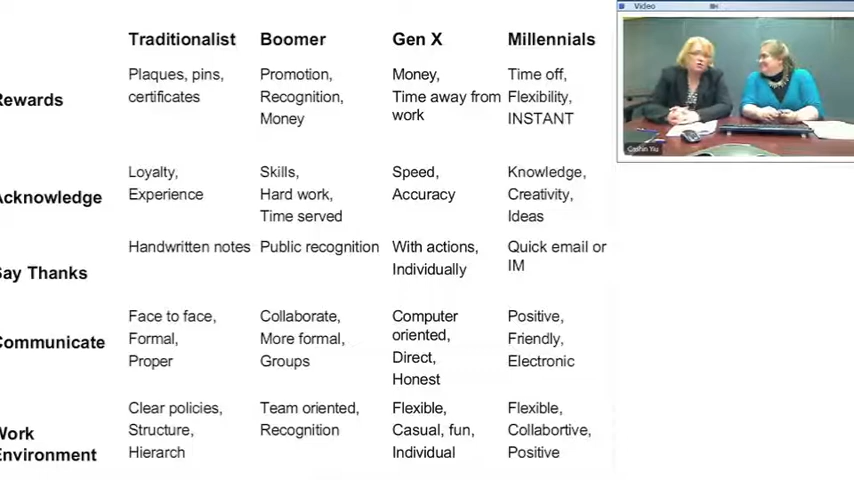 Traditionalist Boomer Gen X Millennials
Rewards Plaques, pins, certificates Promotion, Recognition, Money Money, Time away from work Time off, Flexibility, INSTANT
Acknowledge Loyalty, Experience Skills, Hard work, Time served Speed, Accuracy Knowledge, Creativity, Ideas
Say Thanks Handwritten notes Public recognition With actions, Individually Quick email or IM
Communicate Face to face, Formal, Proper Collaborate, More formal, Groups Computer oriented, Direct, Honest Positive, Friendly, Electronic
Work Environment Clear policies, Structure, Hierarch Team oriented, Recognition Flexible, Casual, fun, Individual Flexible, Collabortive, Positive
Video